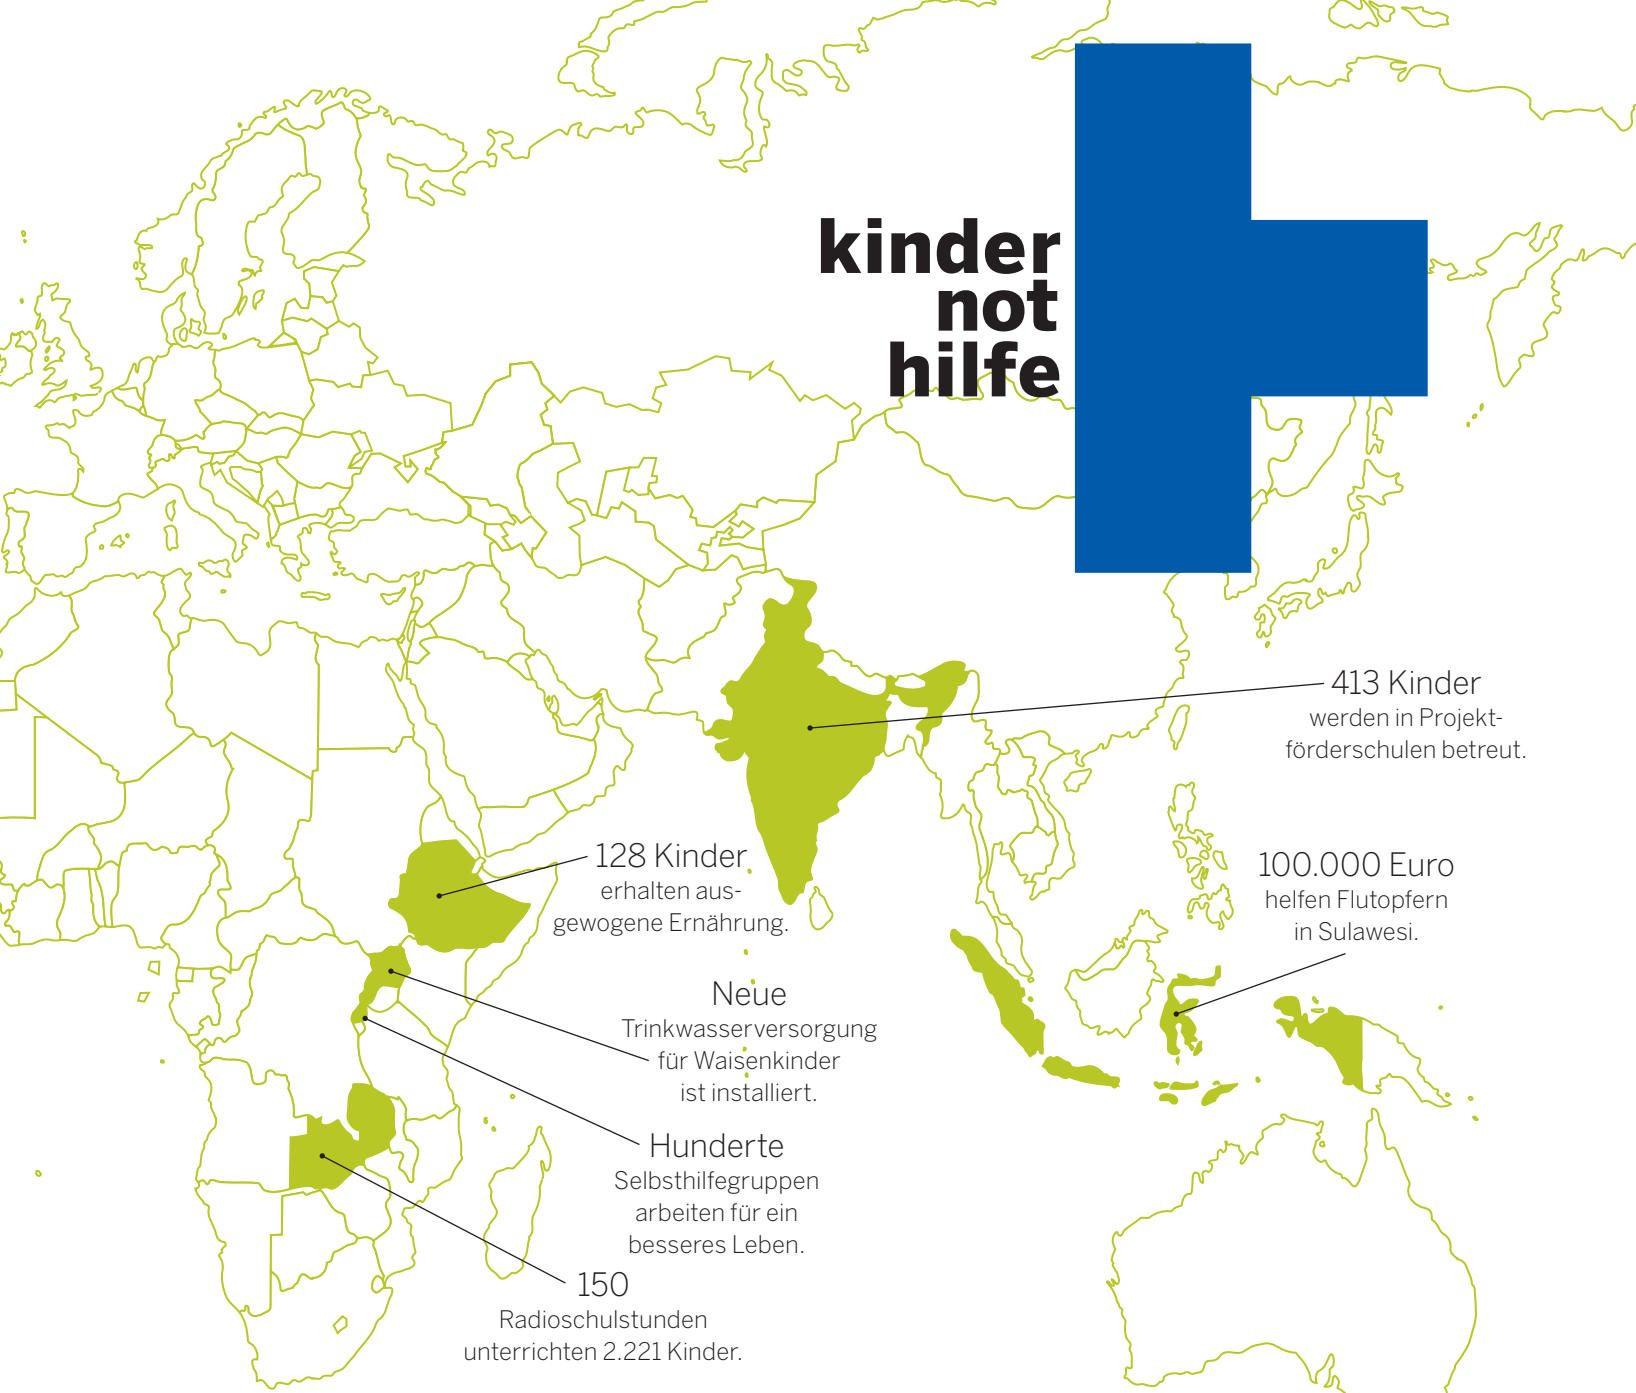 kinder
not
hilfe
413 Kinder
werden in Projekt-
förderschulen betreut.
128 Kinder
erhalten aus-
gewogene Ernährung.
100.000 Euro
helfen Flutopfern
in Sulawesi.
Neue
Trinkwasserversorgung
für Waisenkinder
ist installiert.
Hunderte
Selbsthilfegruppen
arbeiten für ein
besseres Leben.
150
Radioschulstunden
unterrichten 2.221 Kinder.